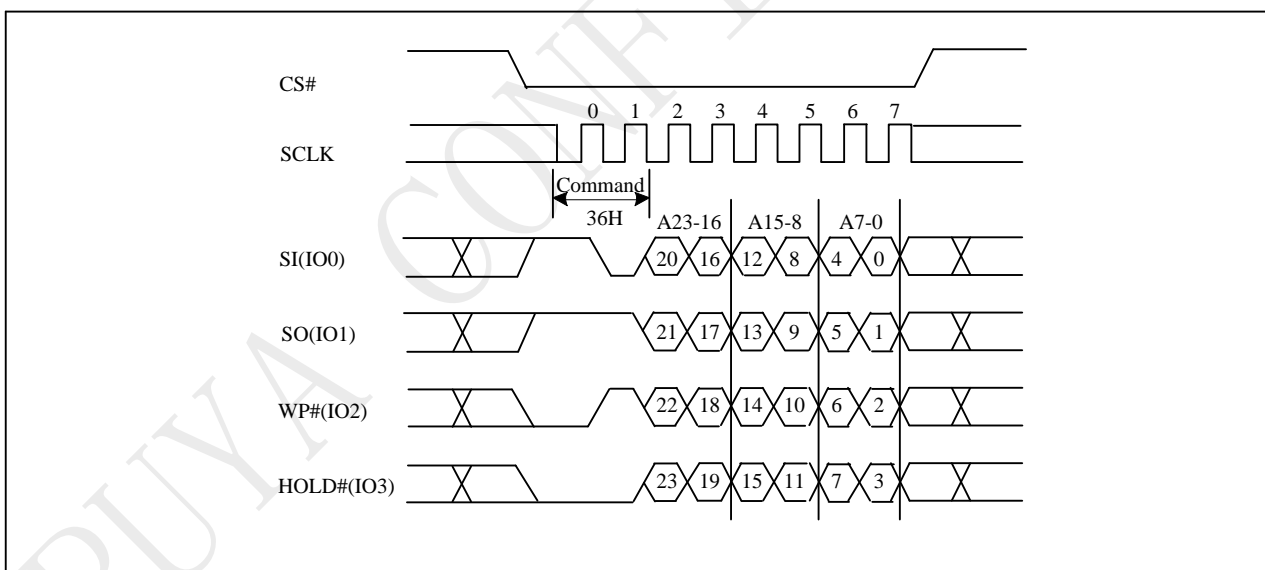 PUYA CONF
CS#
0 1 2 3 4 5 6 7
SCLK
Command
36H
A23-16 A15-8 A7-0
SI(IO0)
20 16 12 8 4 0
SO(IO1)
21 17 13 9 5 1
WP#(IO2)
22 18 14 10 6 2
HOLD#(IO3)
23 19 15 11 7 3